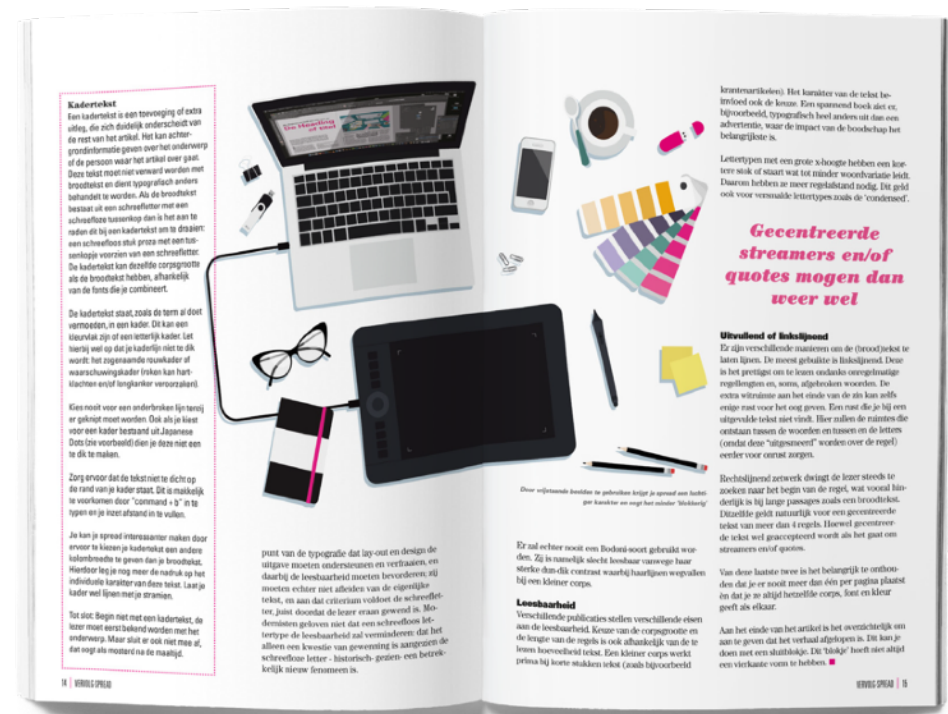 Kadertekst
Een kadertekst is een toevoeging of extra
uitleg, die zich duidelijk onderscheidt van
de rest van het artikel. Het kan achter-
grondinformatie geven over het onderwerp
of de persoon waar het artikel over gaat.
Deze tekst moet niet verward worden met
broodtekst en dient typografisch anders
behandelt te worden. Als de broodtekst
bestaat uit een schreefletter met een
schreefloze tussenkop dan is het aan te
raden dit bij een kadertekst om te draaien:
een schreefloos stuk proza met een tus-
senkopje voorzien van een schreefletter.
De kadertekst kan dezelfde corpsgrootte
als de broodtekst hebben, afhankelijk
van de fonts die je combineert.
De kadertekst staat, zoals de term al doet
vermoeden, in een kader. Dit kan een
kleurvlak zijn of een letterlijk kader. Let
hierbij wel op dat je kaderlijn niet te dik
wordt: het zogenaamde rouwkader of
waarschuwingskader (roken kan hart-
klachten en/of longkanker veroorzaken).
Kies nooit voor een onderbroken lijn tenzij
er geknipt moet worden. Ook als je kiest
voor een kader bestaand uit Japanese
Dots (zie voorbeeld) dien je deze niet een
te dik te maken.
Zorg ervoor dat de tekst niet te dicht op
de rand van je kader staat. Dit is makkelijk
te voorkomen door "command + b" in te
typen en je inzet afstand in te vullen.
Je kan je spread interessanter maken door
ervoor te kiezen je kadertekst een andere
kolombreedte te geven dan je broodtekst.
Hierdoor leg je nog meer de nadruk op het
individuele karakter van deze tekst. Laat je
kader wel lijnen met je stramien.
Tot slot: Begin niet met een kadertekst, de
lezer moet eerst bekend worden met het
onderwerp. Maar sluit er ook niet mee af,
dat oogt als mosterd na de maaltijd.
14 | VERVOLG-SPREAD
De Heading
of titel
punt van de typografie dat lay-out en design de
uitgave moeten ondersteunen en verfraaien, en
daarbij de leesbaarheid moeten bevorderen; zij
moeten echter niet afleiden van de eigenlijke
tekst, en aan dat criterium voldoet de schreeflet-
ter, juist doordat de lezer eraan gewend is. Mo-
dernisten geloven niet dat een schreefloos let-
tertype de leesbaarheid zal verminderen: dat het
alleen een kwestie van gewenning is aangezien de
schreefloze letter - historisch- gezien- een betrek-
kelijk nieuw fenomeen is.
Door vrijstaande beeldes te gebruiken krijgt je spread een luchti-
ger karakter en oogt het minder 'blokkerig'
Er zal echter nooit een Bodoni-soort gebruikt wor-
den. Zij is namelijk slecht leesbaar vanwege haar
sterke dun-dik contrast waarbij haarlijnen wegvallen
bij een kleiner corps.
Leesbaarheid
Verschillende publicaties stellen verschillende eisen
aan de leesbaarheid. Keuze van de corpsgrootte en
de lengte van de regels is ook afhankelijk van de te
lezen hoeveelheid tekst. Een kleiner corps werkt
prima bij korte stukken tekst (zoals bijvoorbeeld
krantenartikelen). Het karakter van de tekst be-
invloed ook de keuze. Een spannend boek ziet er,
bijvoorbeeld, typografisch heel anders uit dan een
advertentie, waar de impact van de boodschap het
belangrijkste is.
Lettertypen met een grote x-hoogte hebben een kor-
tere stok of staart wat tot minder woordvariatie leidt.
Daarom hebben ze meer regelafstand nodig. Dit geld
ook voor versmalde lettertypes zoals de 'condensed'.
Gecentreerde
streamers en/of
quotes mogen dan
weer wel
Uitvullend of linkslijnend
Er zijn verschillende manieren om de (brood)tekst te
laten lijnen. De meest gebuikte is linkslijnend. Deze
is het prettigst om te lezen ondanks onregelmatige
regellengten en, soms, afgebroken woorden. De
extra witruimte aan het einde van de zin kan zelfs
enige rust voor het oog geven. Een rust die je bij een
uitgevulde tekst niet vindt. Hier zullen de ruimtes die
ontstaan tussen de woorden en tussen en de letters
(omdat deze "uitgesmeerd" worden over de regel)
eerder voor onrust zorgen.
Rechtslijnend zetwerk dwingt de lezer steeds te
zoeken naar het begin van de regel, wat vooral hin-
derlijk is bij lange passages zoals een broodtekst.
Ditzelfde geldt natuurlijk voor een gecentreerde
tekst van meer dan 4 regels. Hoewel gecentreer-
de tekst wel geaccepteerd wordt als het gaat om
streamers en/of quotes.
Van deze laatste twee is het belangrijk te onthou-
den dat je er nooit meer dan één per pagina plaatst
èn dat je ze altijd hetzelfde corps, font en kleur
geeft als elkaar.
Aan het einde van het artikel is het overzichtelijk om
aan te geven dat het verhaal afgelopen is. Dit kan je
doen met een sluitblokje. Dit 'blokje' hoeft niet altijd
een vierkante vorm te hebben.
VERVOLG-SPREAD | 15